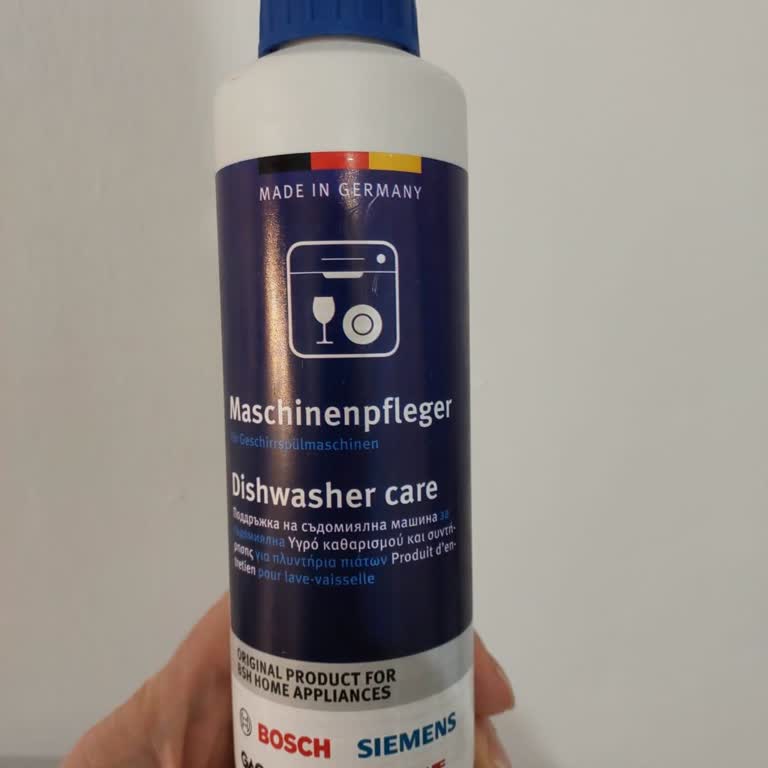 MADE IN GERMANY
Maschinenpfleger
für Geschirrspülmaschinen
Dishwasher care
Поддръжка на съдомиялна машина за
съдомиялна Υγρό καθαρισμού και συντή-
ρησης για πλυντήρια πιάτων Produit d'en-
tretien pour lave-vaisselle
ORIGINAL PRODUCT FOR
BSH HOME APPLIANCES
BOSCH SIEMENS